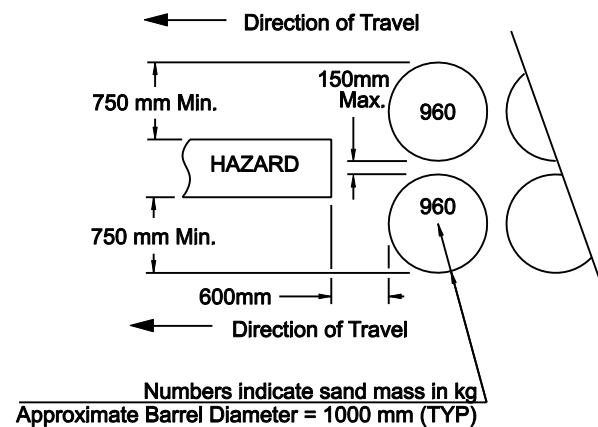 Direction of Travel
750 mm Min.
150mm
Max.
960
HAZARD
960
750 mm Min.
600mm
Direction of Travel
Numbers indicate sand mass in kg
Approximate Barrel Diameter = 1000 mm (TYP)